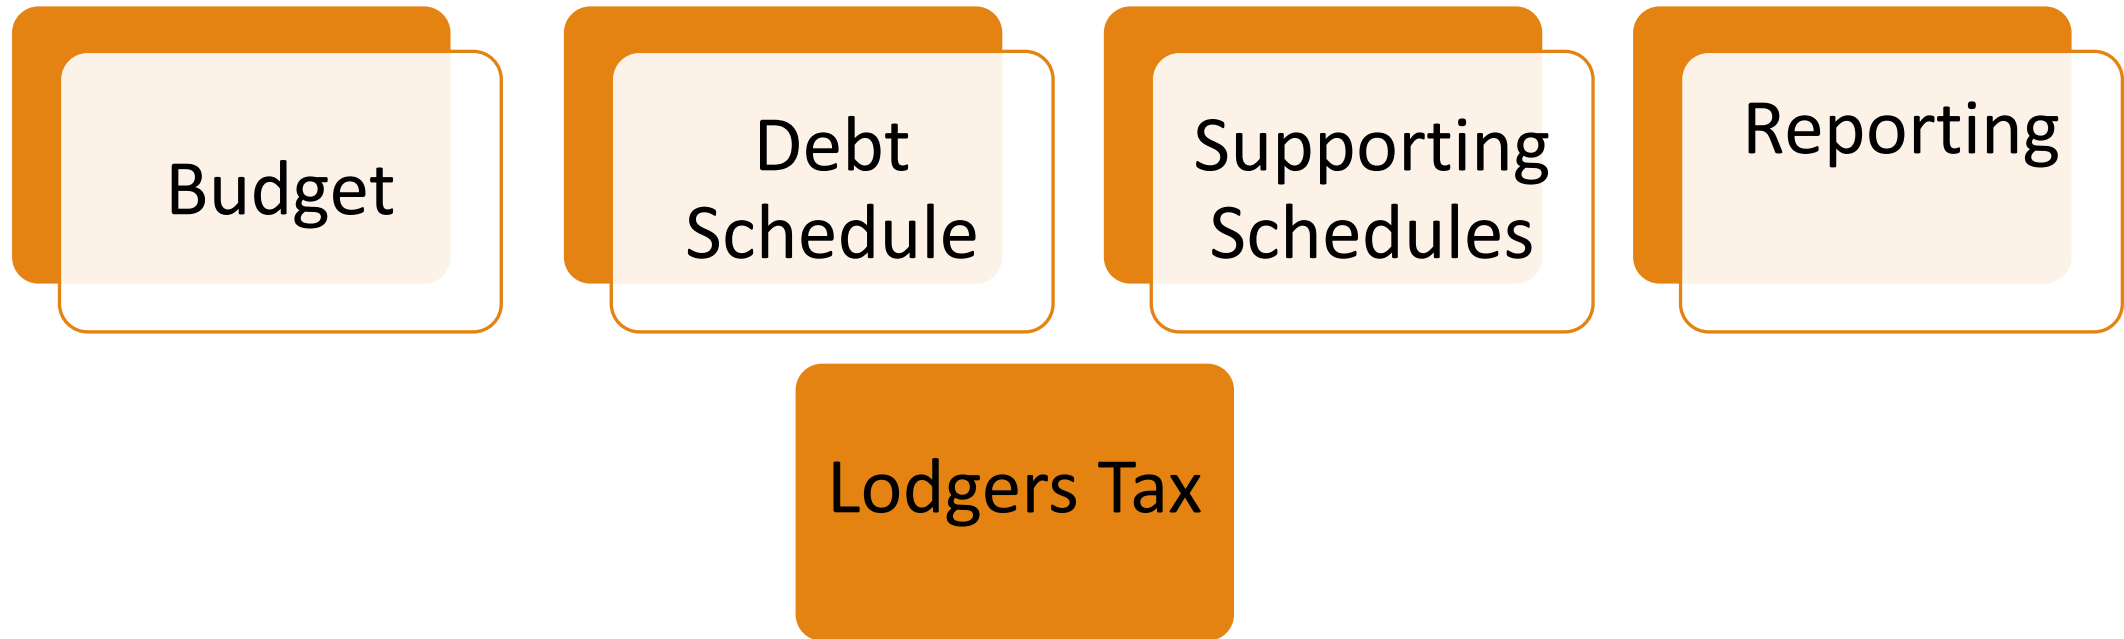 Budget
Debt
Schedule
Supporting
Schedules
Reporting
Lodgers Tax